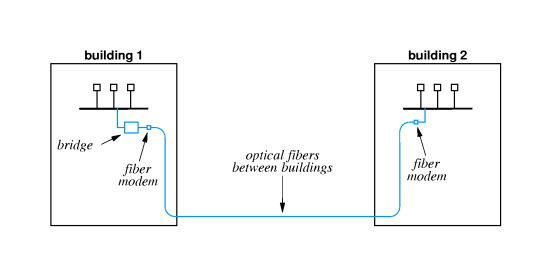 building 1
building 2
bridge
fiber
modem
optical fibers
between buildings
fiber
modem